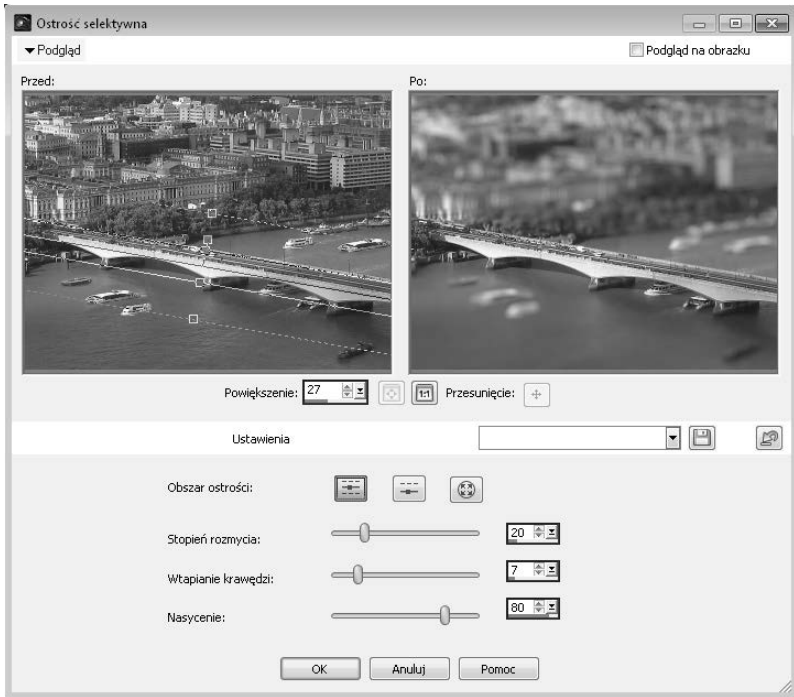 Ostrość selektywna
Podgląd
Podgląd na obrazku
Przed:
Po:
Powiększenie: 27
1:1
Przesunięcie:
Ustawienia
Obszar ostrości:
Stopień rozmycia: 20
Wtapianie krawędzi: 7
Nasycenie: 80
OK Anuluj Pomoc